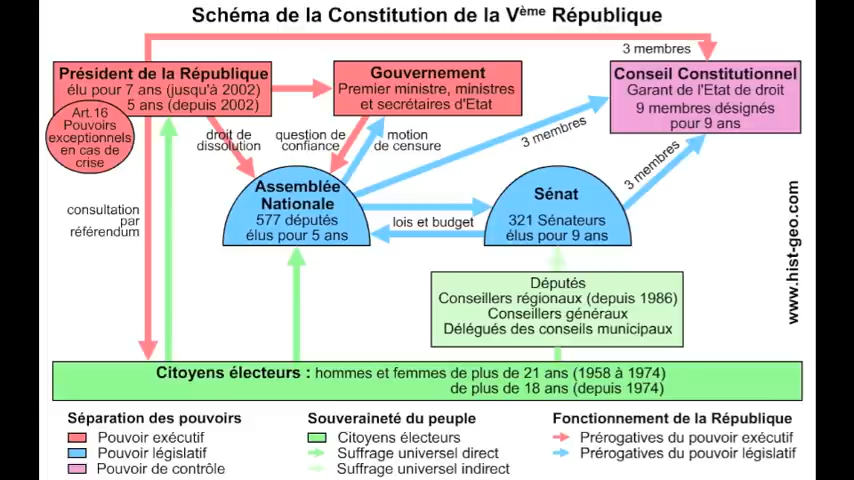 Schéma de la Constitution de la Vème République
3 membres
Président de la République
élu pour 7 ans (jusqu'à 2002)
5 ans (depuis 2002)
Gouvernement
Premier ministre, ministres
et secrétaires d'Etat
Conseil Constitutionnel
Garant de l'Etat de droit
9 membres désignés
pour 9 ans
Art.16
Pouvoirs
exceptionnels
en cas de
crise
droit de
dissolution
question de
confiance
motion
de censure
3 membres
3 membres
consultation
par
référendum
Assemblée
Nationale
577 députés
élus pour 5 ans
lois et budget
Sénat
321 Sénateurs
élus pour 9 ans
www.hist-geo.com
Députés
Conseillers régionaux (depuis 1986)
Conseillers généraux
Délégués des conseils municipaux
Citoyens électeurs : hommes et femmes de plus de 21 ans (1958 à 1974)
de plus de 18 ans (depuis 1974)
Séparation des pouvoirs
Pouvoir exécutif
Pouvoir législatif
Pouvoir de contrôle
Souveraineté du peuple
Citoyens électeurs
Suffrage universel direct
Suffrage universel indirect
Fonctionnement de la République
Prérogatives du pouvoir exécutif
Prérogatives du pouvoir législatif